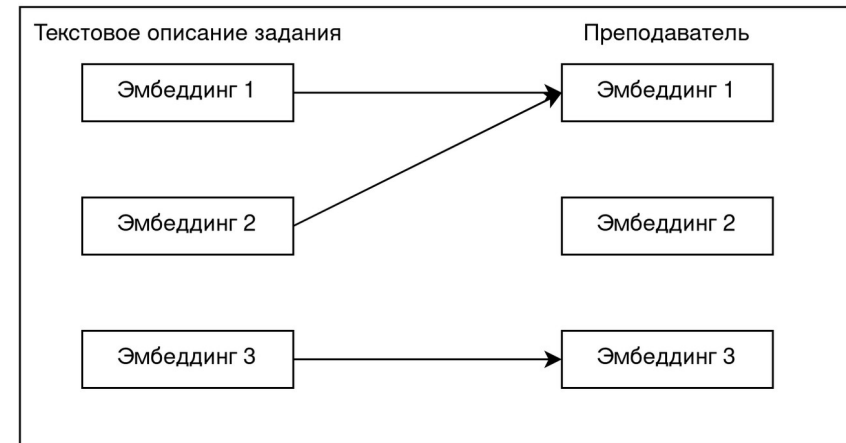 Текстовое описание задания
Преподаватель
Эмбеддинг 1
Эмбеддинг 1
Эмбеддинг 2
Эмбеддинг 2
Эмбеддинг 3
Эмбеддинг 3